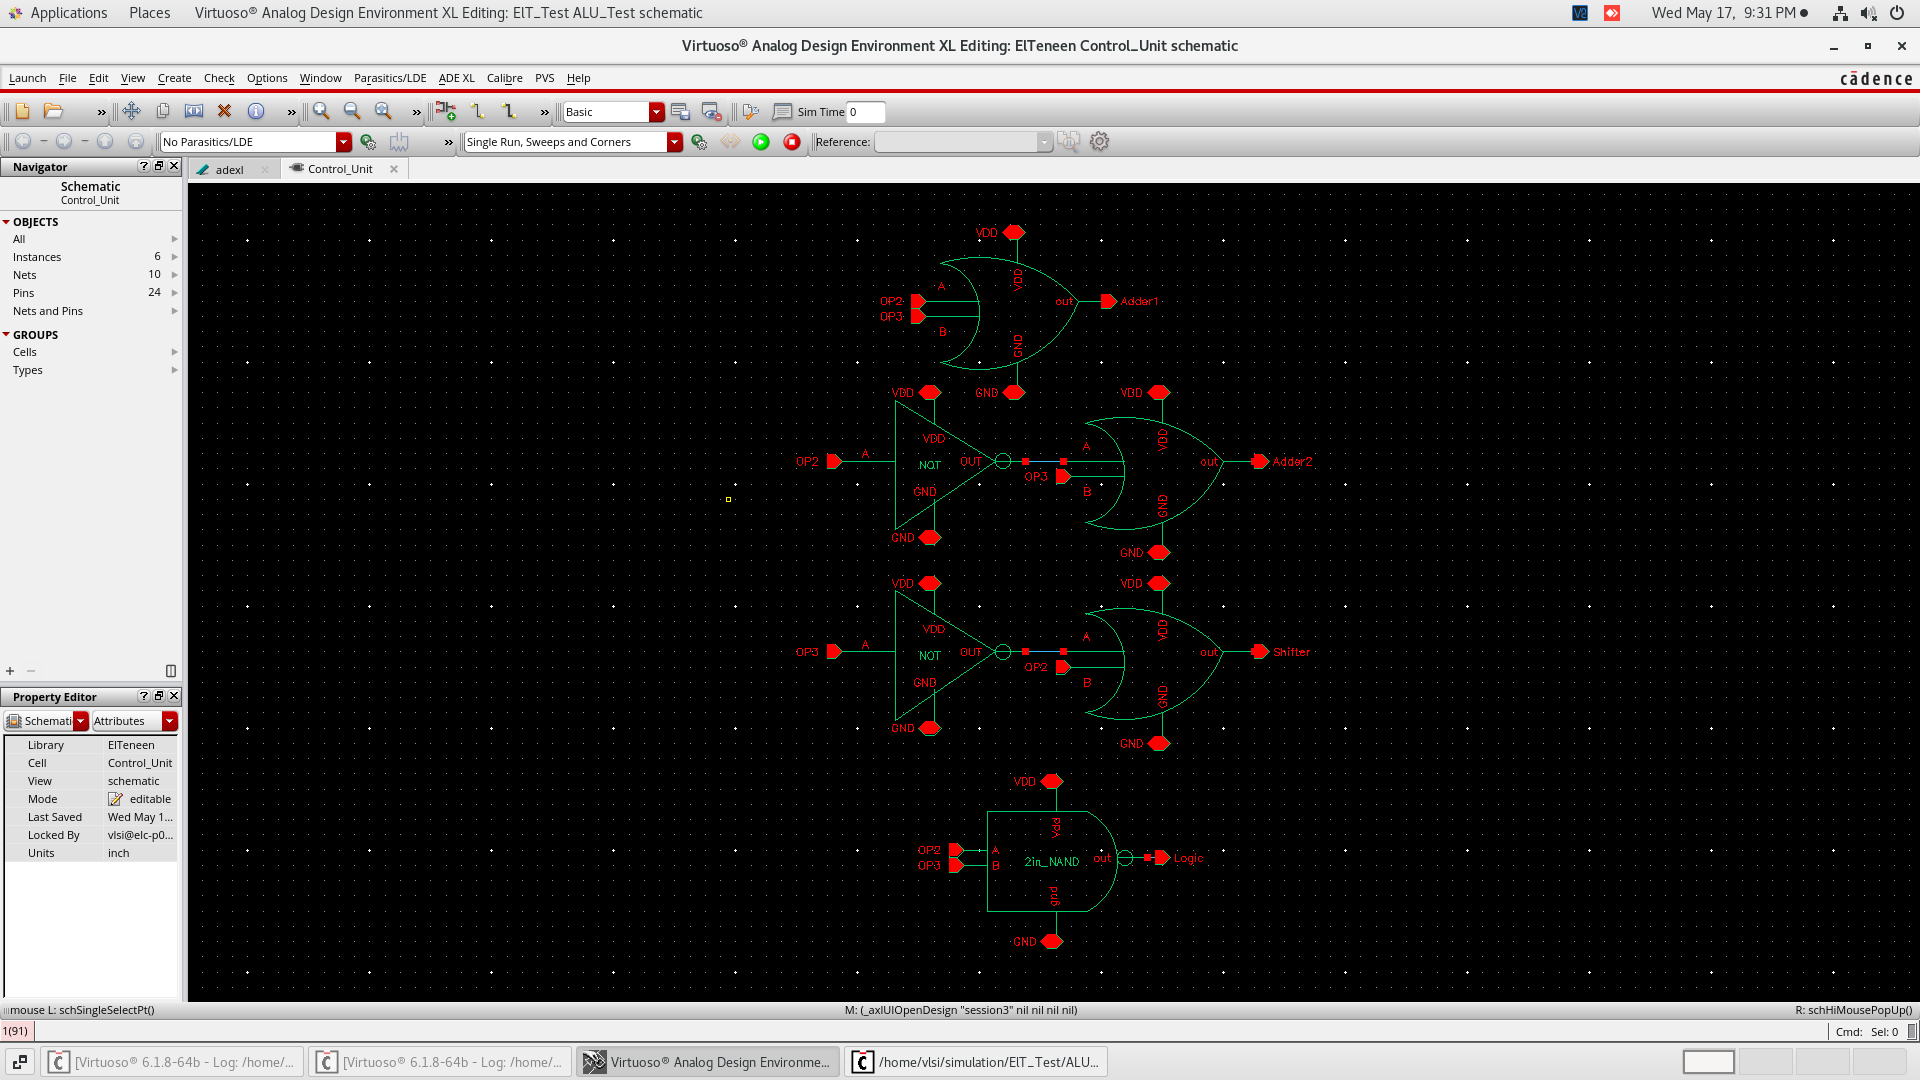 Applications Places Virtuoso® Analog Design Environment XL Editing: ElT_Test ALU_Test schematic V2 Wed May 17, 9:31 PM
Virtuoso® Analog Design Environment XL Editing: ElTeneen Control_Unit schematic
Launch File Edit View Create Check Options Window Parasitics/LDE ADE XL Calibre PVS Help cādence
» » » » Basic Sim Time 0
No Parasitics/LDE » Single Run, Sweeps and Corners Reference:
Navigator
adexl Control_Unit
Schematic
Control_Unit
OBJECTS
All
Instances 6
Nets 10
Pins 24
Nets and Pins
GROUPS
Cells
Types
Property Editor
Schemati Attributes
Library ElTeneen
Cell Control_Unit
View schematic
Mode editable
Last Saved Wed May 1...
Locked By vlsi@elc-p0...
Units inch
VDD
VDD
A
OP2 out Adder1
OP3
B
GND
GND
VDD VDD
VDD VDD
A
OP2 A NOT OUT out Adder2
OP3
GND B GND
GND GND
VDD VDD
VDD VDD
A
OP3 A NOT OUT out Shifter
OP2
GND B GND
GND GND
VDD
Vdd
OP2 A
2in_NAND out Logic
OP3 B
gnd
GND
mouse L: schSingleSelectPt() M: (_axlUIOpenDesign "session3" nil nil nil nil) R: schHiMousePopUp()
1(91) Cmd: Sel: 0
[Virtuoso® 6.1.8-64b - Log: /home/... [Virtuoso® 6.1.8-64b - Log: /home/... Virtuoso® Analog Design Environme... /home/vlsi/simulation/ElT_Test/ALU...